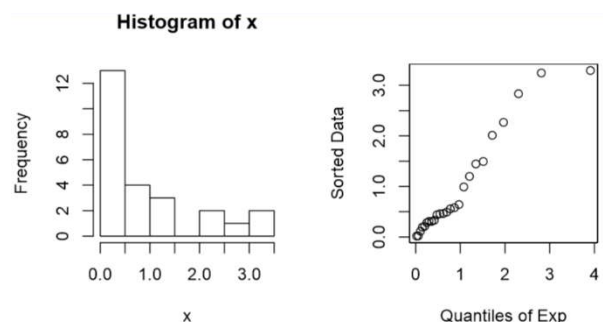 Histogram of x
Frequency
0 2 4 6 8 12
0.0 1.0 2.0 3.0
x
Sorted Data
0.0 1.0 2.0 3.0
0 1 2 3 4
Quantiles of Exp